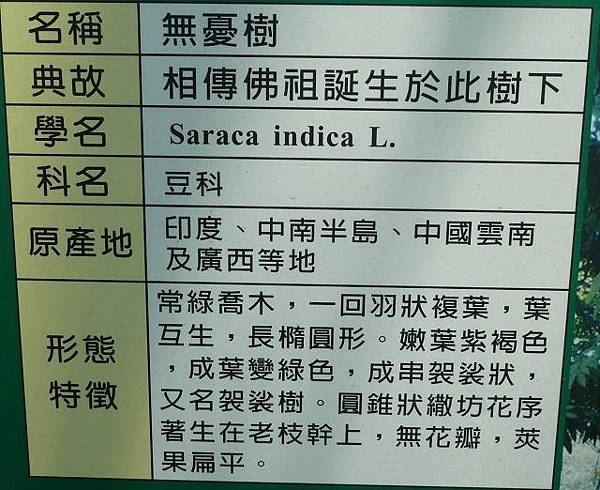 名稱 無憂樹
典故 相傳佛祖誕生於此樹下
學名 Saraca indica L.
科名 豆科
原產地 印度、中南半島、中國雲南
及廣西等地
形態
特徵
常綠喬木，一回羽狀複葉，葉
互生，長橢圓形。嫩葉紫褐色
，成葉變綠色，成串袈裟狀，
又名袈裟樹。圓錐狀繖坊花序
著生在老枝幹上，無花瓣，莢
果扁平。